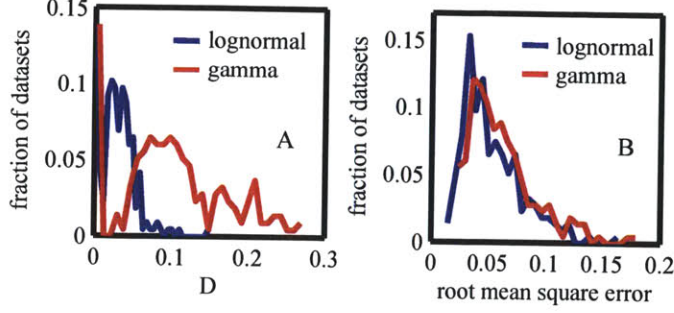 fraction of datasets
0.15
0.1
0.05
0
lognormal
gamma
A
0
0.1
0.2
0.3
D
fraction of datasets
0.15
0.1
0.05
0
lognormal
gamma
B
0
0.05
0.1
0.15
0.2
root mean square error